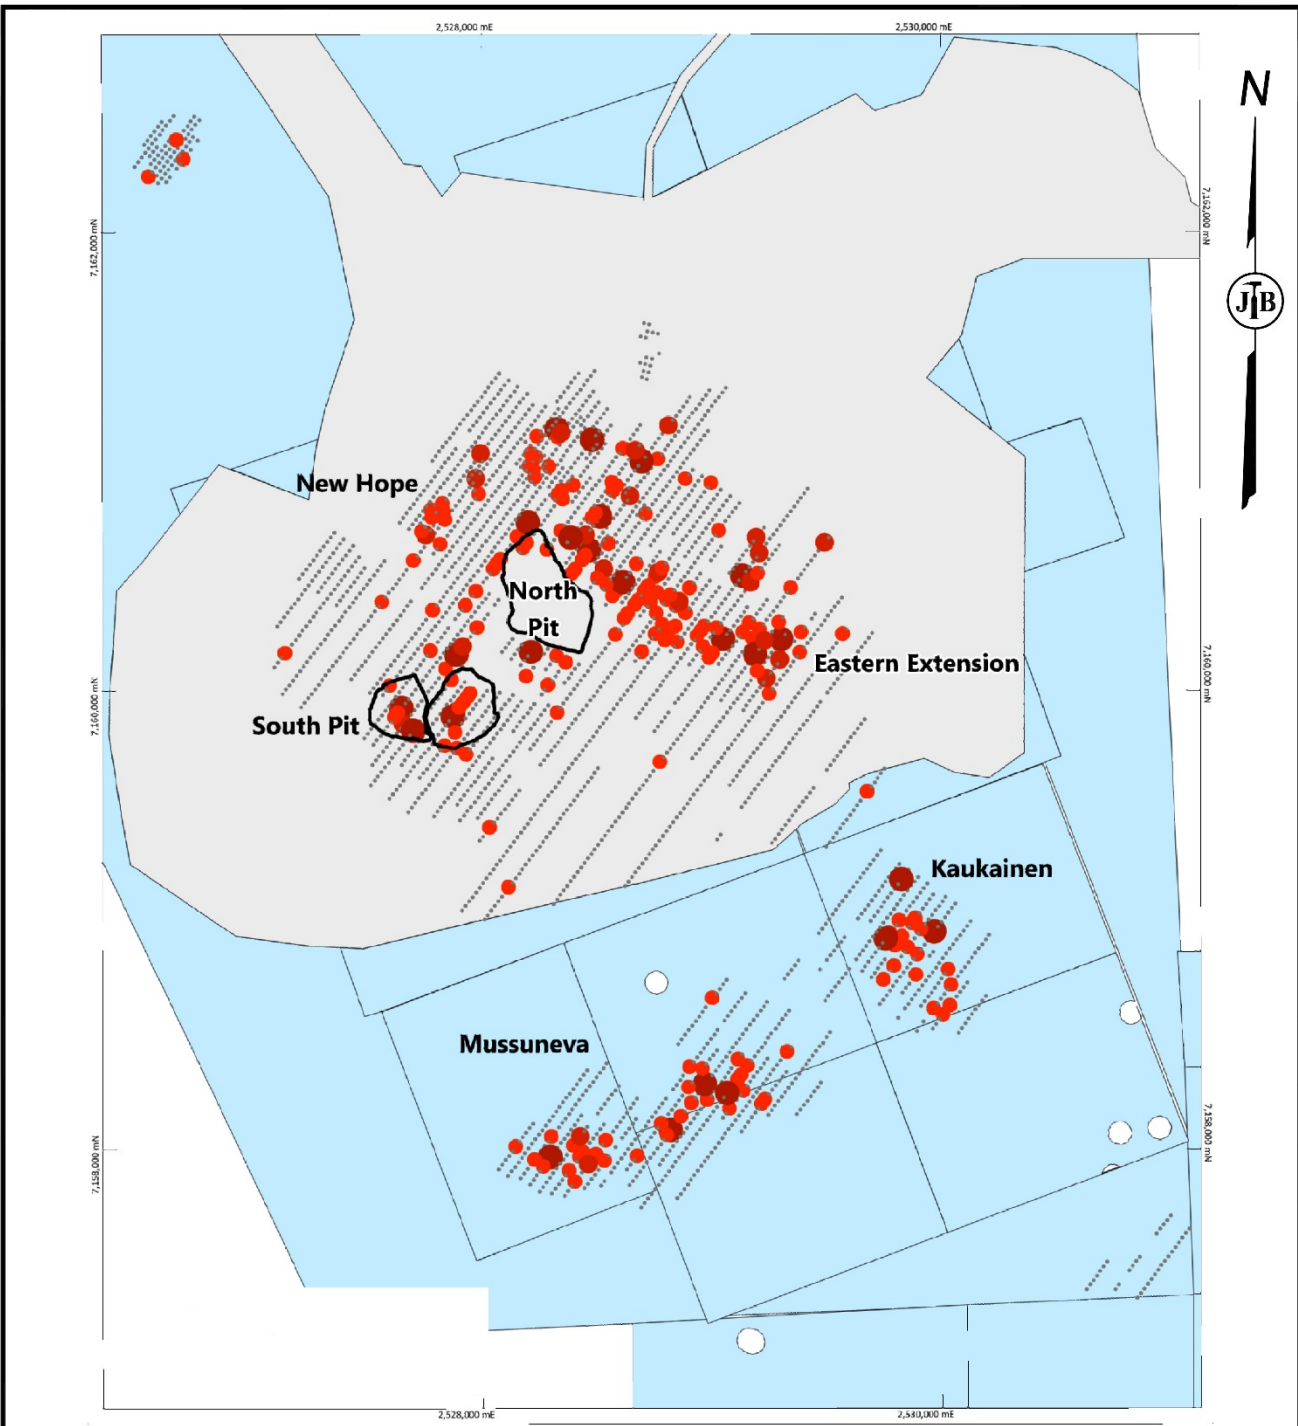 2,528,000 mE
2,530,000 mE
N
7,162,000 mN
7,162,000 mN
JTB
New Hope
North
Pit
Eastern Extension
7,160,000 mN
7,160,000 mN
South Pit
Kaukainen
Mussuneva
7,158,000 mN
7,158,000 mN
2,528,000 mE
2,530,000 mE